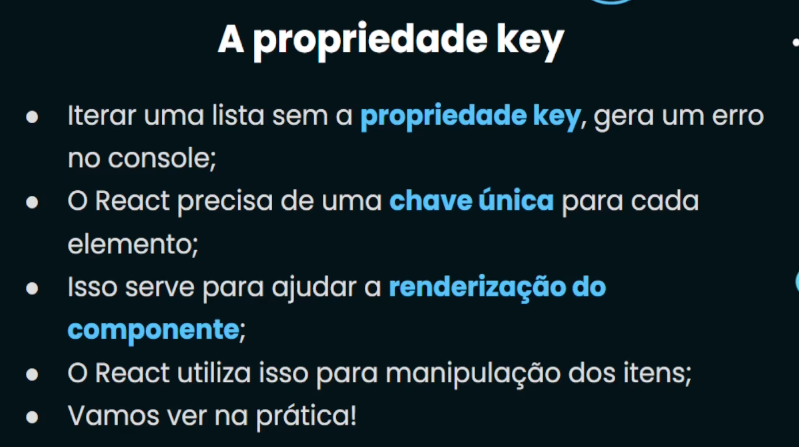 A propriedade key
● Iterar uma lista sem a propriedade key, gera um erro
no console;
● O React precisa de uma chave única para cada
elemento;
● Isso serve para ajudar a renderização do
componente;
● O React utiliza isso para manipulação dos itens;
● Vamos ver na prática!